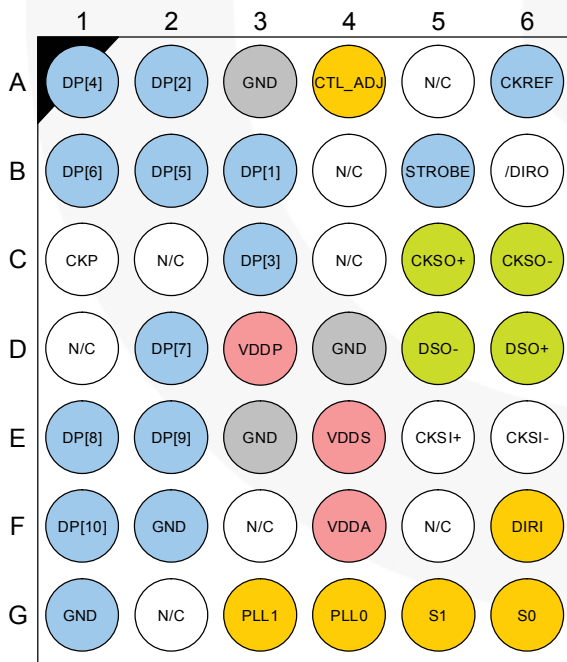 1 2 3 4 5 6
A DP[4] DP[2] GND CTL_ADJ N/C CKREF
B DP[6] DP[5] DP[1] N/C STROBE /DIRO
C CKP N/C DP[3] N/C CKSO+ CKSO-
D N/C DP[7] VDDP GND DSO- DSO+
E DP[8] DP[9] GND VDDS CKSI+ CKSI-
F DP[10] GND N/C VDDA N/C DIRI
G GND N/C PLL1 PLL0 S1 S0